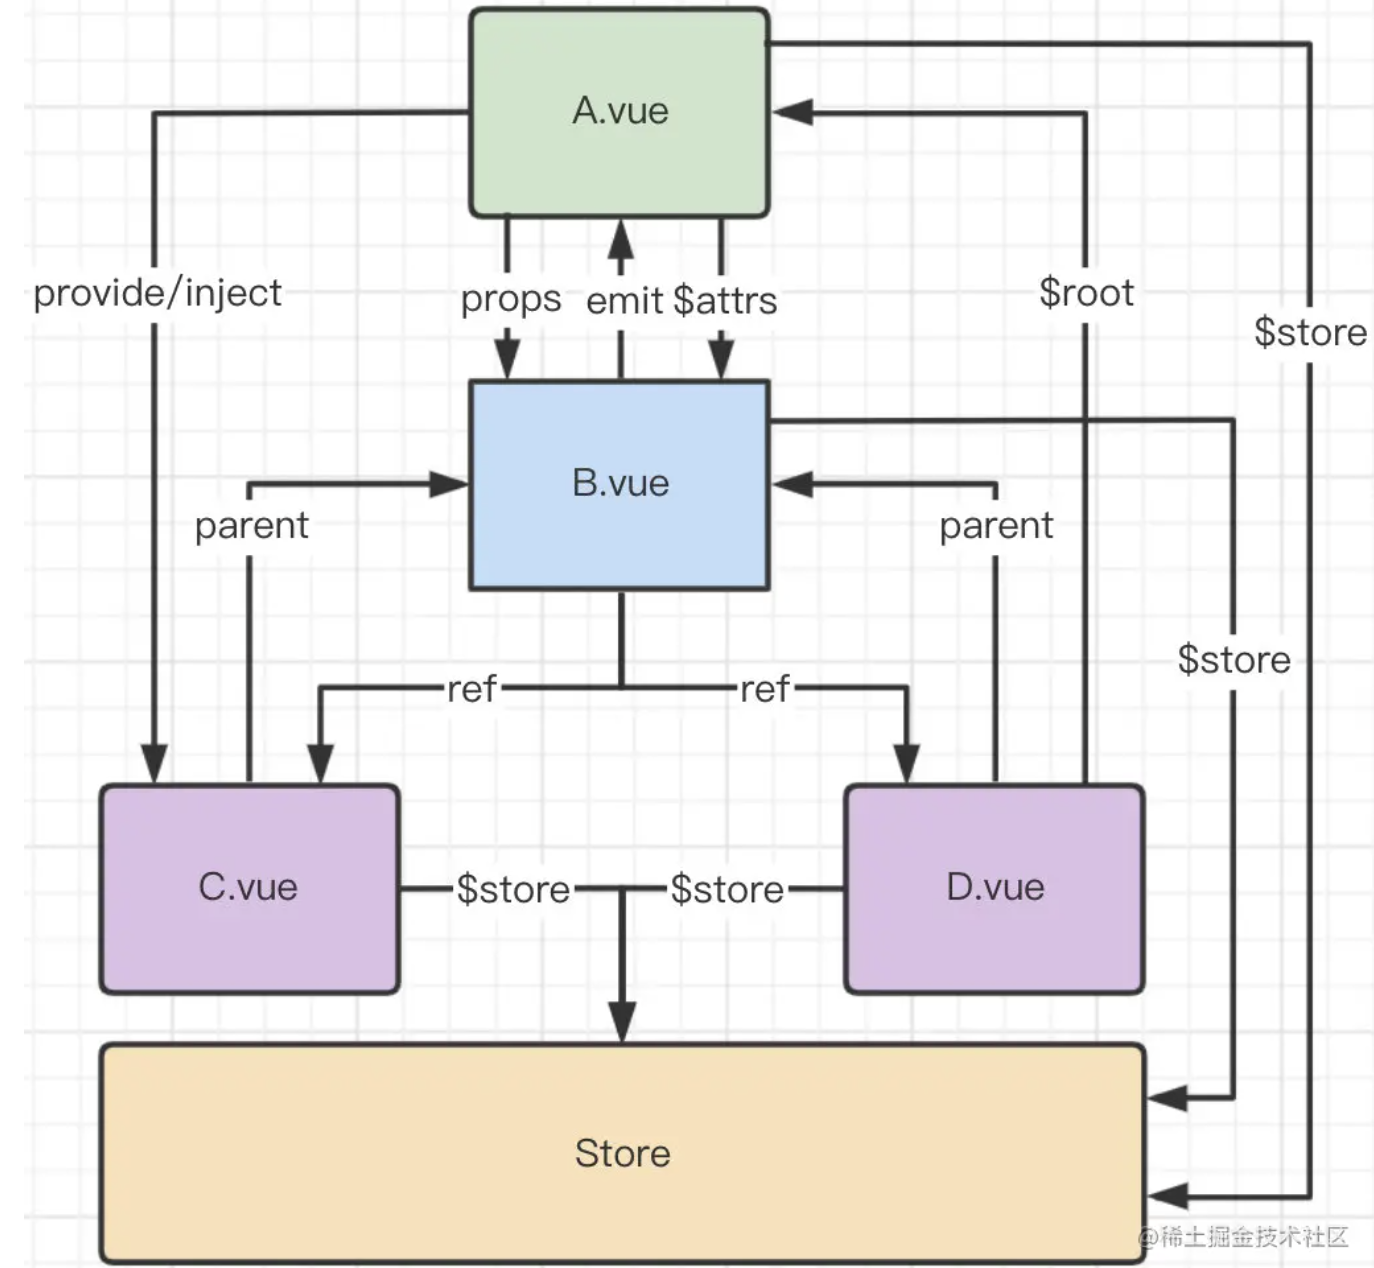 A.vue
provide/inject
props
emit
$attrs
$root
$store
B.vue
parent
parent
$store
ref
ref
C.vue
$store
$store
D.vue
Store
@稀土掘金技术社区